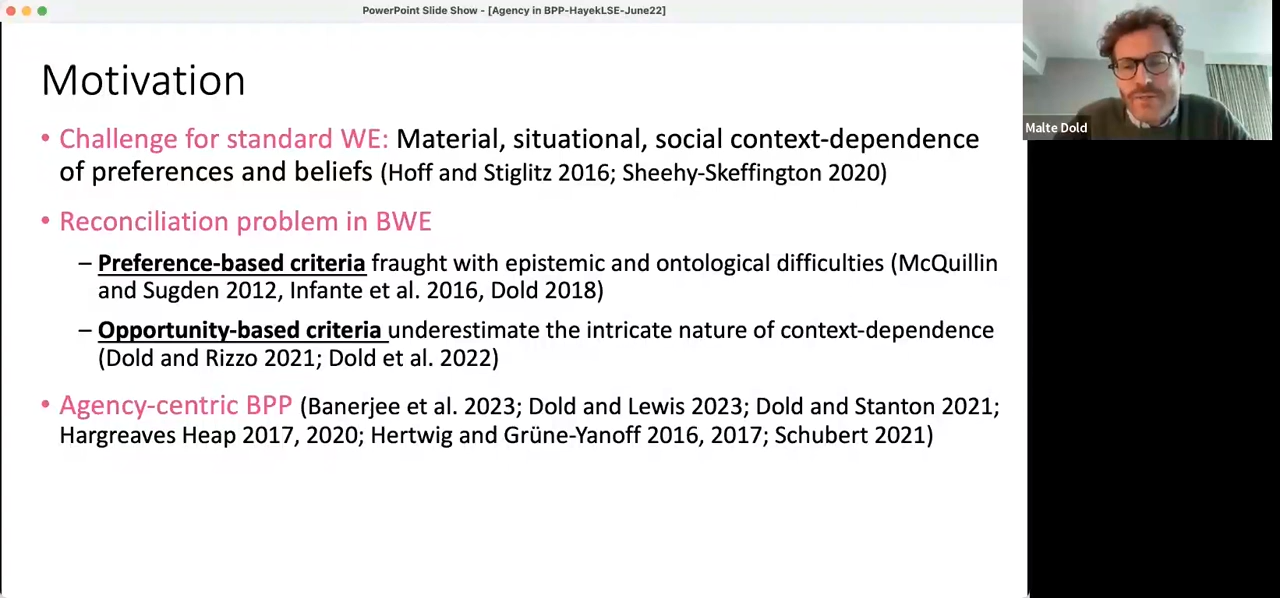 PowerPoint Slide Show - [Agency in BPP-HayekLSE-June22]
Motivation
• Challenge for standard WE: Material, situational, social context-dependence
of preferences and beliefs (Hoff and Stiglitz 2016; Sheehy-Skeffington 2020)
• Reconciliation problem in BWE
– Preference-based criteria fraught with epistemic and ontological difficulties (McQuillin
and Sugden 2012, Infante et al. 2016, Dold 2018)
– Opportunity-based criteria underestimate the intricate nature of context-dependence
(Dold and Rizzo 2021; Dold et al. 2022)
• Agency-centric BPP (Banerjee et al. 2023; Dold and Lewis 2023; Dold and Stanton 2021;
Hargreaves Heap 2017, 2020; Hertwig and Grüne-Yanoff 2016, 2017; Schubert 2021)
Malte Dold